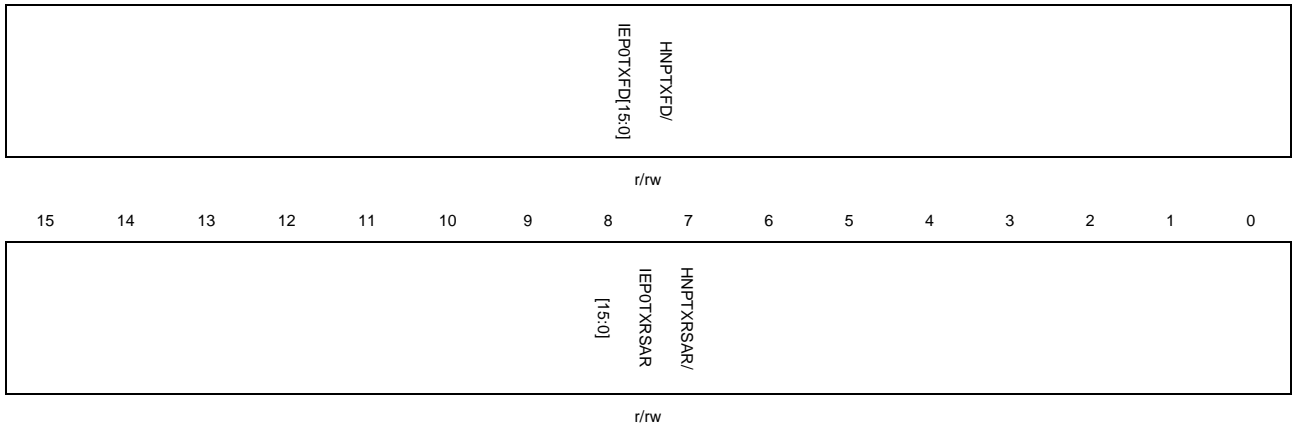 HNPTXFD/
IEP0TXFD[15:0]
r/rw
15 14 13 12 11 10 9 8 7 6 5 4 3 2 1 0
HNPTXRSAR/
IEP0TXRSAR
[15:0]
r/rw